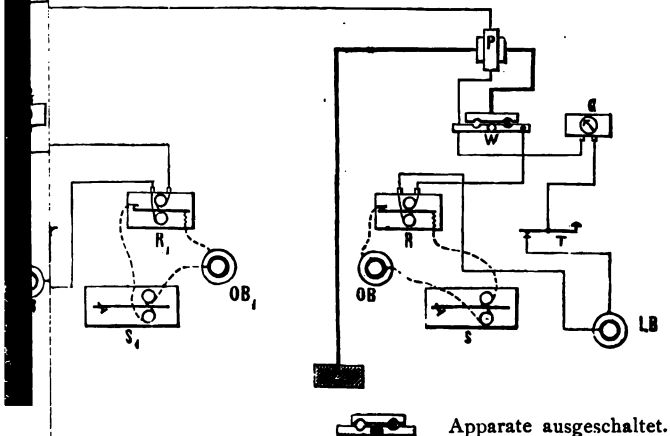 P
G
W
R₁
R
T
OB₁
OB
LB
S₁
S
Apparate ausgeschaltet.